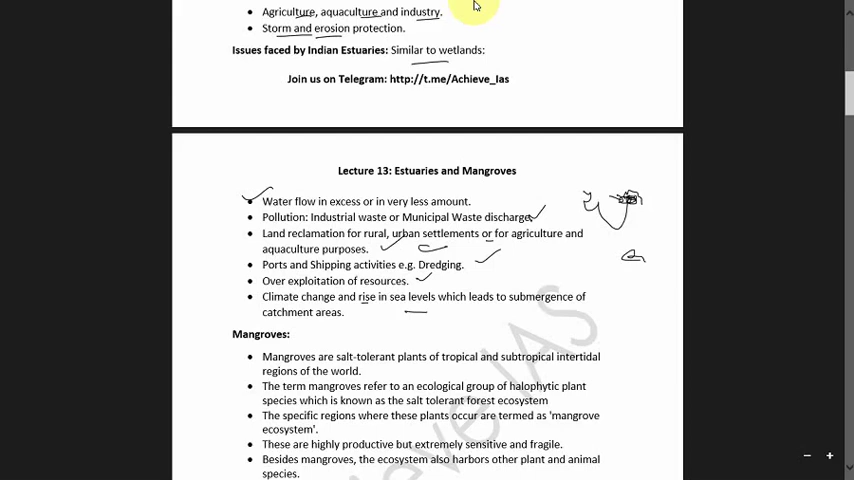 • Agriculture, aquaculture and industry.
• Storm and erosion protection.
Issues faced by Indian Estuaries: Similar to wetlands:
Join us on Telegram: http://t.me/Achieve_Ias
Lecture 13: Estuaries and Mangroves
• Water flow in excess or in very less amount.
• Pollution: Industrial waste or Municipal Waste discharge.
• Land reclamation for rural, urban settlements or for agriculture and
aquaculture purposes.
• Ports and Shipping activities e.g. Dredging.
• Over exploitation of resources.
• Climate change and rise in sea levels which leads to submergence of
catchment areas.
Mangroves:
• Mangroves are salt-tolerant plants of tropical and subtropical intertidal
regions of the world.
• The term mangroves refer to an ecological group of halophytic plant
species which is known as the salt tolerant forest ecosystem
• The specific regions where these plants occur are termed as 'mangrove
ecosystem'.
• These are highly productive but extremely sensitive and fragile.
• Besides mangroves, the ecosystem also harbors other plant and animal
species.
ieve IAS